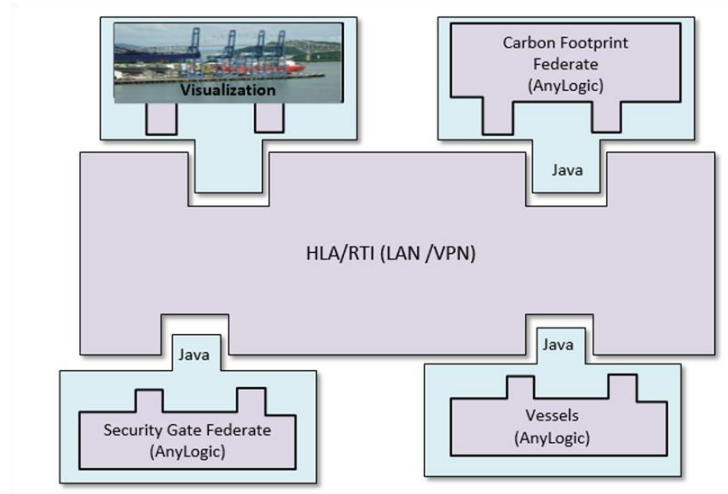 Visualization
Carbon Footprint
Federate
(AnyLogic)
Java
HLA/RTI (LAN /VPN)
Java
Java
Security Gate Federate
(AnyLogic)
Vessels
(AnyLogic)